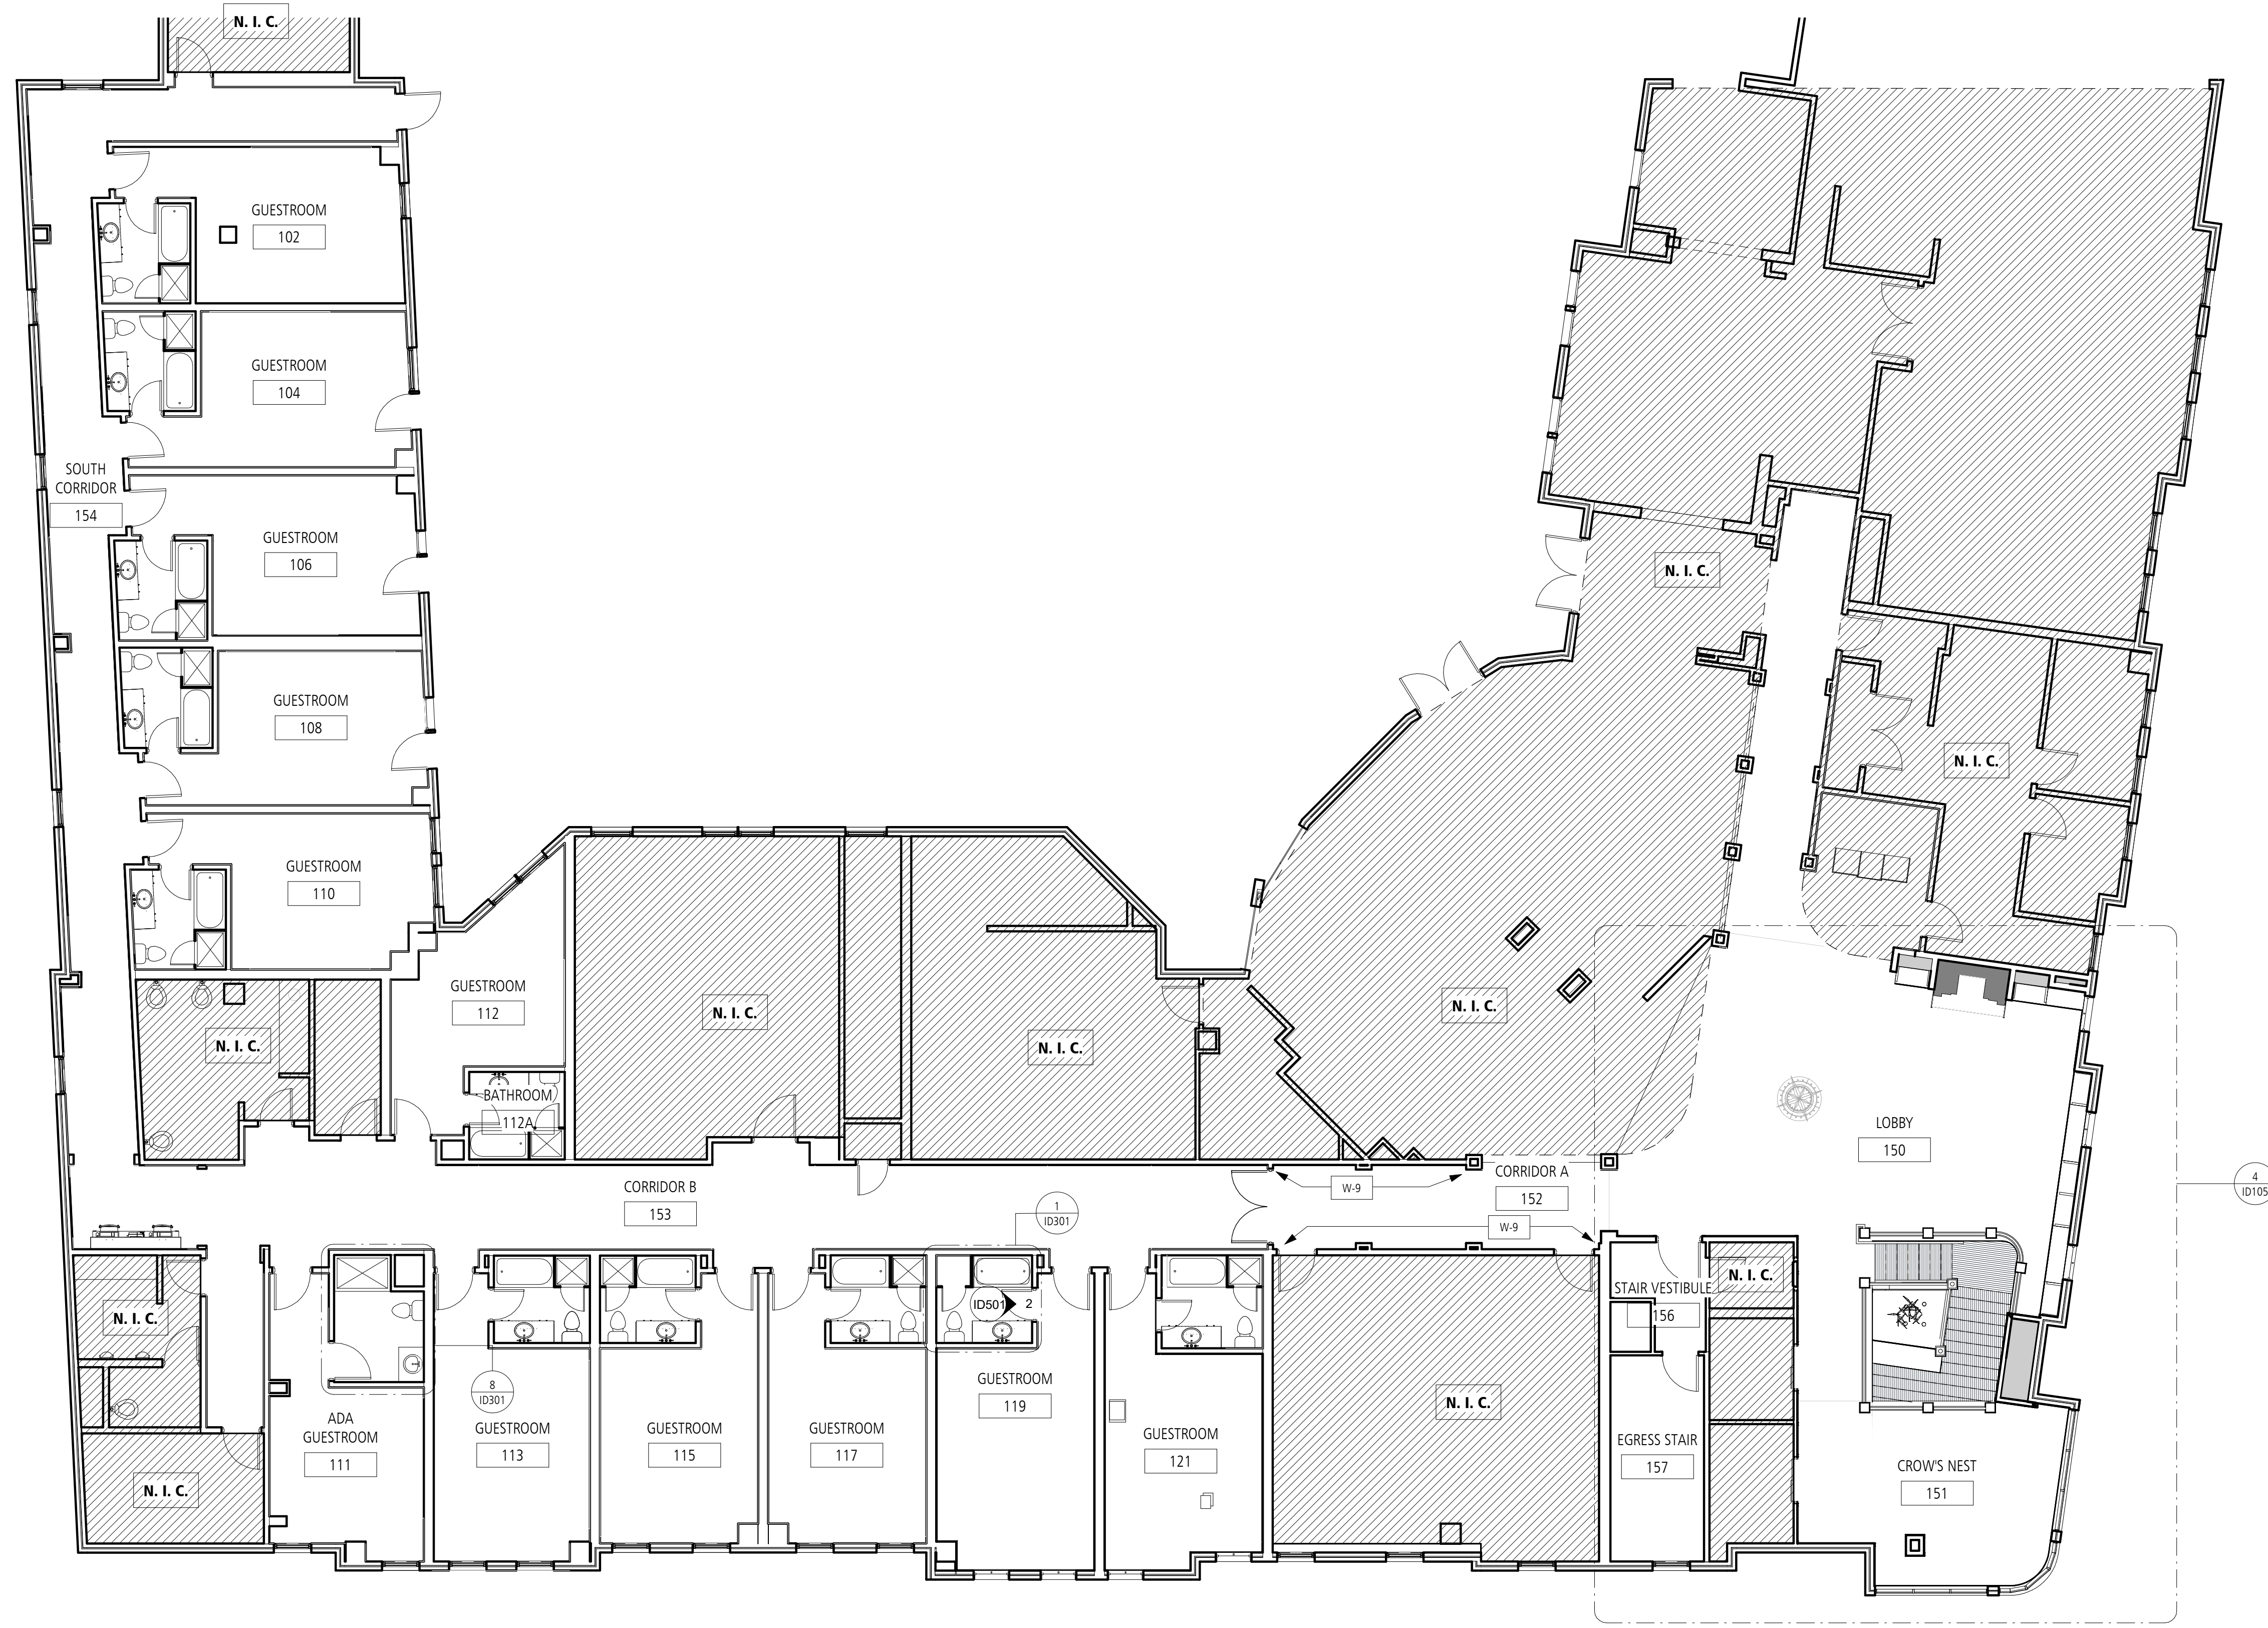 N. I. C.
GUESTROOM
102
GUESTROOM
104
SOUTH
CORRIDOR
154
GUESTROOM
106
N. I. C.
GUESTROOM
108
N. I. C.
GUESTROOM
110
GUESTROOM
112
N. I. C.
N. I. C.
N. I. C.
N. I. C.
BATHROOM
112A
LOBBY
150
CORRIDOR B
153
1
ID301
W-9
CORRIDOR A
152
W-9
4
ID105
N. I. C.
STAIR VESTIBULE
156
N. I. C.
ID501
2
8
ID301
GUESTROOM
119
N. I. C.
ADA
GUESTROOM
111
GUESTROOM
113
GUESTROOM
115
GUESTROOM
117
GUESTROOM
121
EGRESS STAIR
157
CROW'S NEST
151
N. I. C.